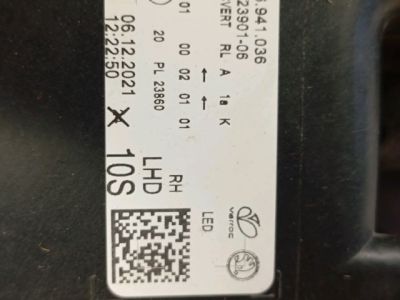 .941.036
23901-06
VERT RL A 1a K
← ←
01 00 02 01 01
20 PL 23860
06.12.2021
12:22:50
X 10S
LHD
RH
LED
varroc